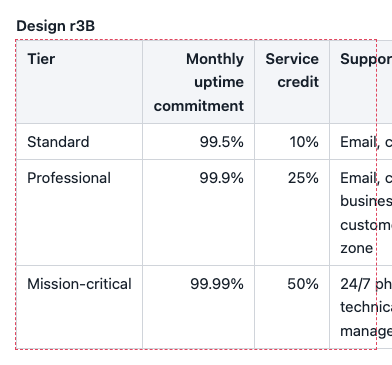 Design r3B
Tier
Monthly
uptime
commitment
Service
credit
Standard
99.5%
10%
Email,
Professional
99.9%
25%
Email,
zone
Mission-critical
99.99%
50%
24/7